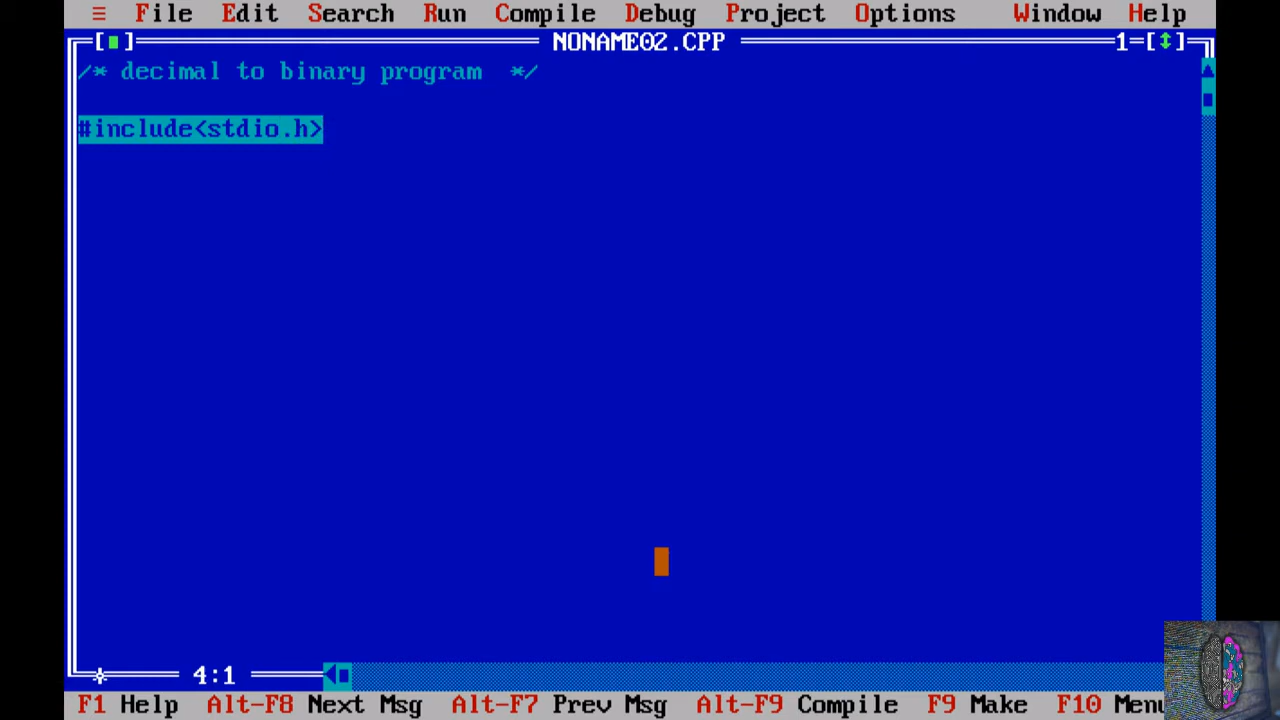 ≡ File Edit Search Run Compile Debug Project Options Window Help
[■] NONAME02.CPP 1=[↕]
/* decimal to binary program */
#include<stdio.h>
* 4:1
F1 Help Alt-F8 Next Msg Alt-F7 Prev Msg Alt-F9 Compile F9 Make F10 Menu